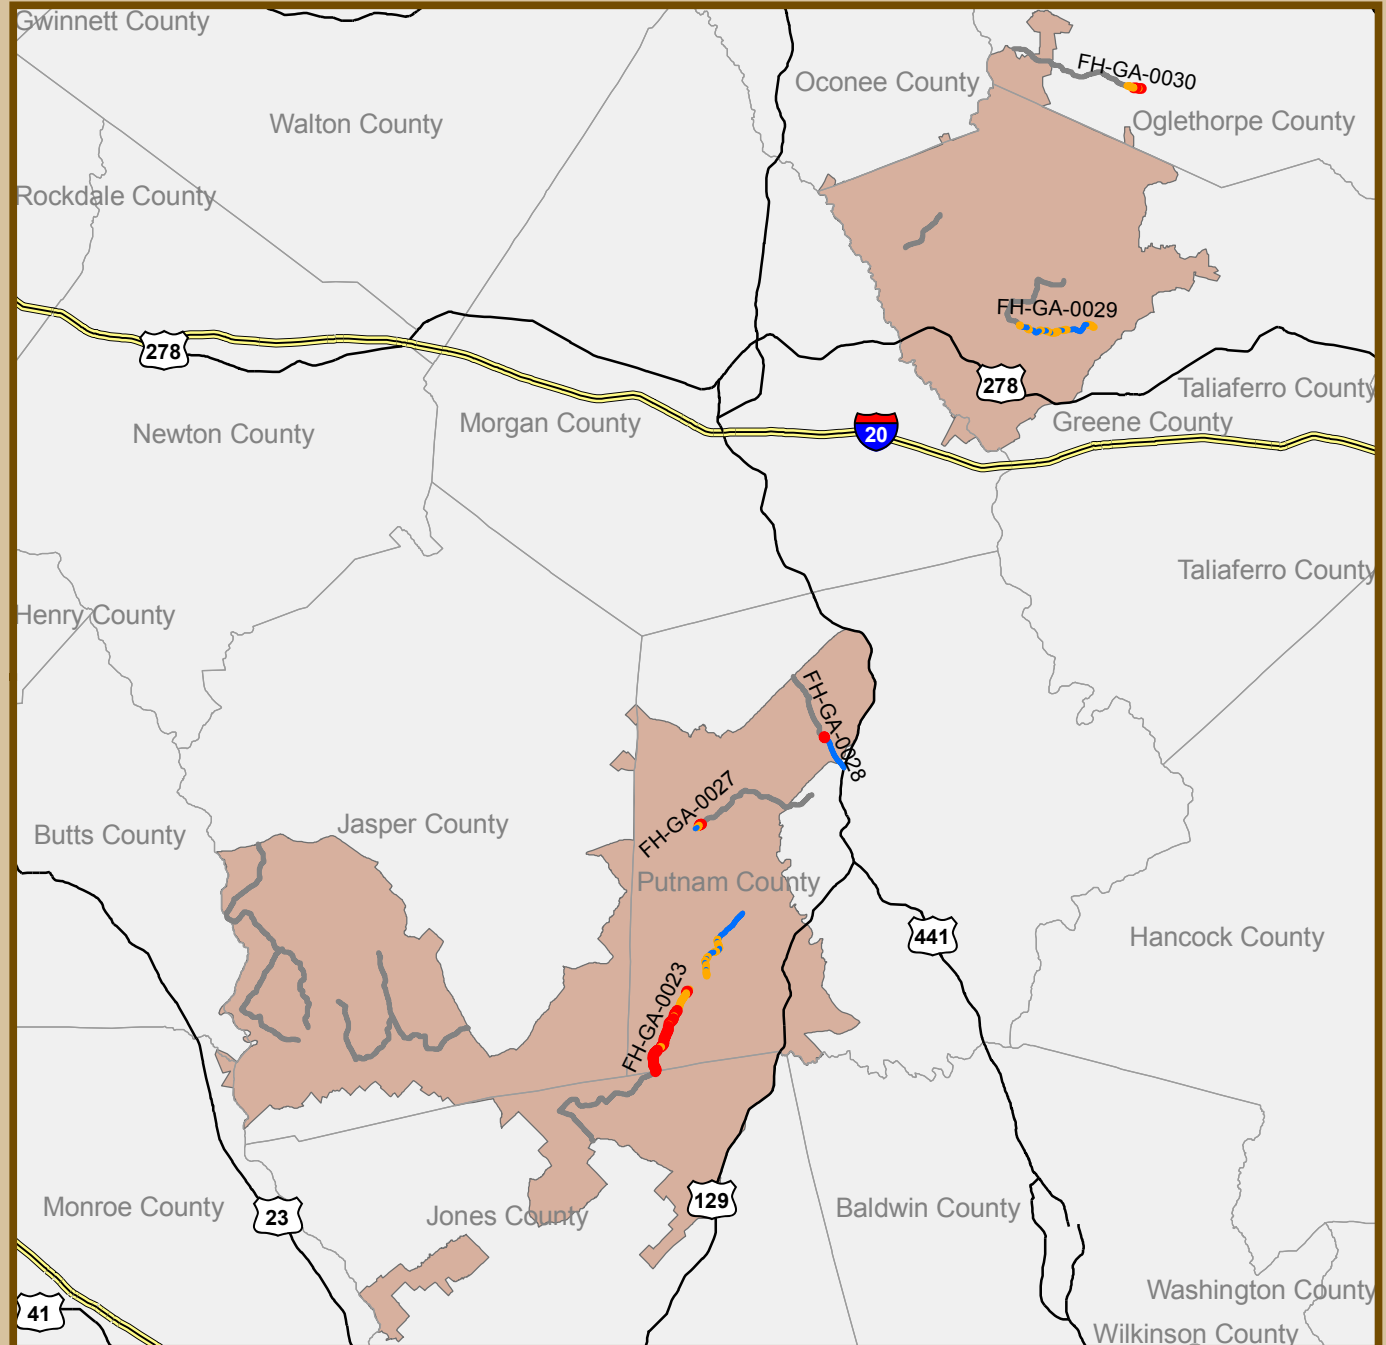 Gwinnett County
Oconee County
FH-GA-0030
Walton County
Oglethorpe County
Rockdale County
FH-GA-0029
278
278
Taliaferro County
Morgan County
Greene County
Newton County
20
Taliaferro County
Henry County
FH-GA-0028
FH-GA-0027
Jasper County
Butts County
Putnam County
441
Hancock County
FH-GA-0023
Monroe County
23
Jones County
129
Baldwin County
Washington County
41
Wilkinson County